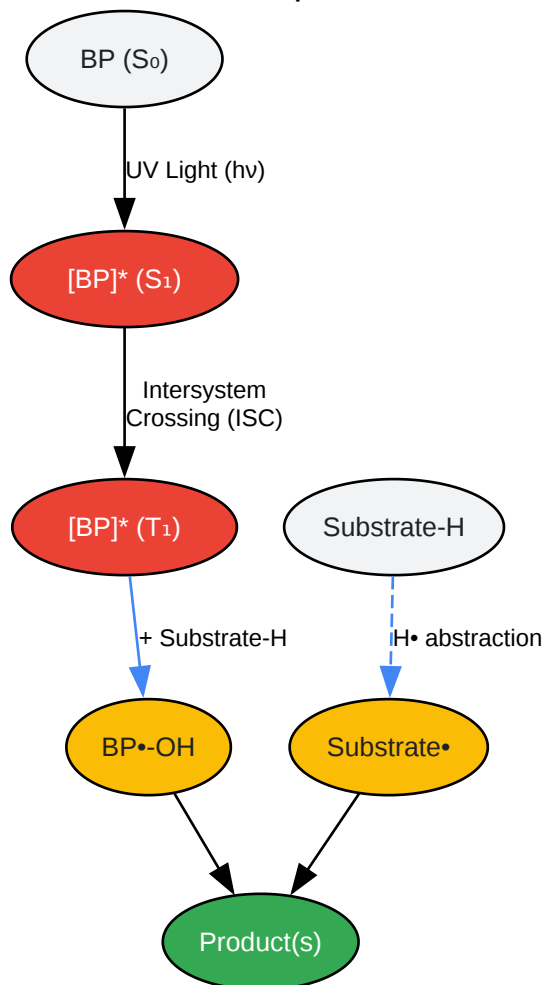 BP (S₀)
UV Light (hν)
[BP]* (S₁)
Intersystem
Crossing (ISC)
[BP]* (T₁)
Substrate-H
+ Substrate-H
H• abstraction
BP•-OH
Substrate•
Product(s)